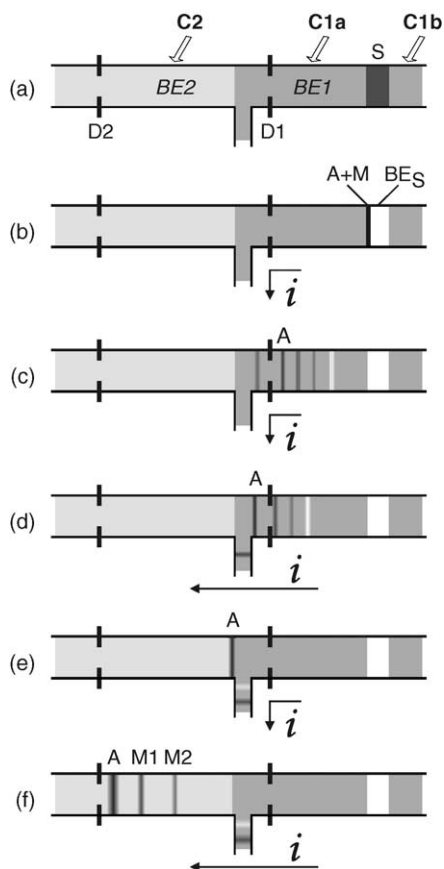 C2 C1a C1b
S
(a) BE2 BE1
D2 D1
A+M BES
(b)
i
A
(c)
i
A
(d)
i
A
(e)
i
A M1 M2
(f)
i